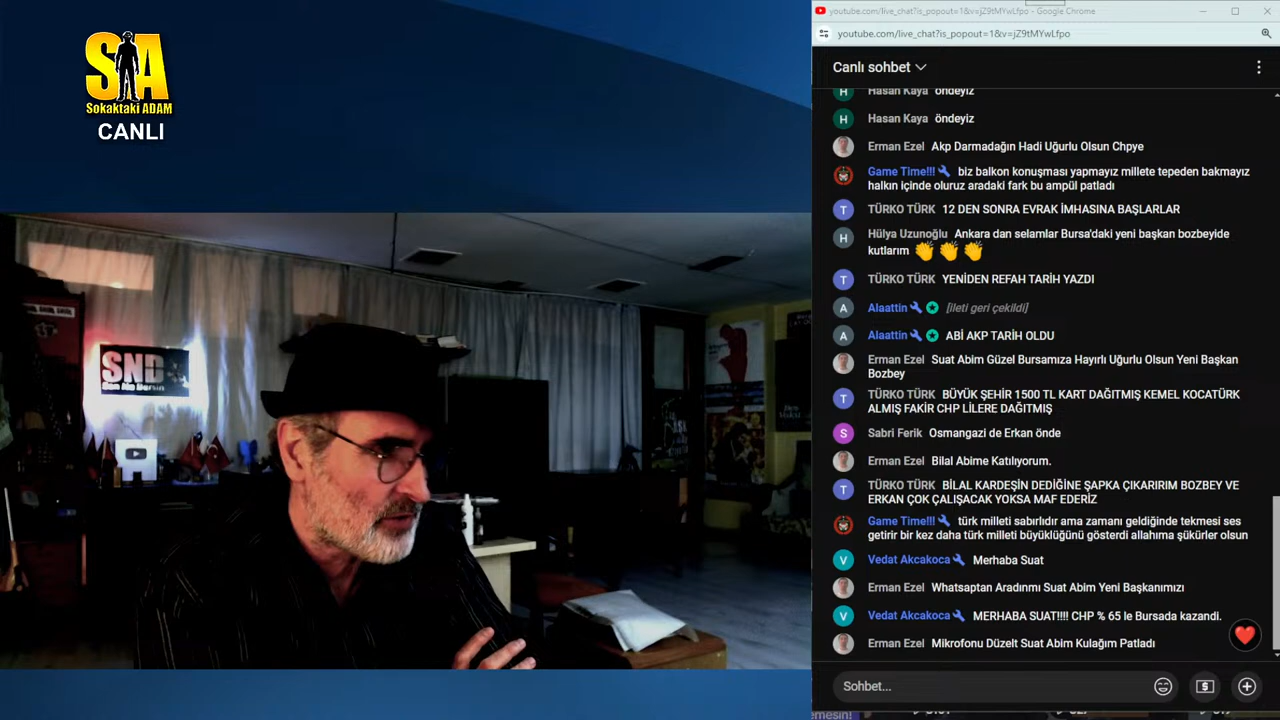 SA
Sokaktaki ADAM
CANLI
SND
Sen Ne Dersin
youtube.com/live_chat?is_popout=1&v=jZ9tMYwLfpo - Google Chrome
youtube.com/live_chat?is_popout=1&v=jZ9tMYwLfpo
Canlı sohbet
H Hasan Kaya öndeyiz
H Hasan Kaya öndeyiz
Erman Ezel Akp Darmadağın Hadi Uğurlu Olsun Chpye
Game Time!!! biz balkon konuşması yapmayız millete tepeden bakmayız
halkın içinde oluruz aradaki fark bu ampül patladı
T TÜRKO TÜRK 12 DEN SONRA EVRAK İMHASINA BAŞLARLAR
H Hülya Uzunoğlu Ankara dan selamlar Bursa'daki yeni başkan bozbeyide
kutlarım 👏 👏 👏
T TÜRKO TÜRK YENİDEN REFAH TARİH YAZDI
A Alaattin [ileti geri çekildi]
A Alaattin ABİ AKP TARİH OLDU
Erman Ezel Suat Abim Güzel Bursamıza Hayırlı Uğurlu Olsun Yeni Başkan
Bozbey
T TÜRKO TÜRK BÜYÜK ŞEHİR 1500 TL KART DAĞITMIŞ KEMEL KOCATÜRK
ALMIŞ FAKİR CHP LİLERE DAĞITMIŞ
S Sabri Ferik Osmangazi de Erkan önde
Erman Ezel Bilal Abime Katılıyorum.
T TÜRKO TÜRK BİLAL KARDEŞİN DEDİĞİNE ŞAPKA ÇIKARIRIM BOZBEY VE
ERKAN ÇOK ÇALIŞACAK YOKSA MAF EDERİZ
Game Time!!! türk milleti sabırlıdır ama zamanı geldiğinde tekmesi ses
getirir bir kez daha türk milleti büyüklüğünü gösterdi allahıma şükürler olsun
V Vedat Akcakoca Merhaba Suat
Erman Ezel Whatsaptan Aradınmı Suat Abim Yeni Başkanımızı
V Vedat Akcakoca MERHABA SUAT!!!! CHP % 65 le Bursada kazandi.
Erman Ezel Mikrofonu Düzelt Suat Abim Kulağım Patladı
Sohbet...